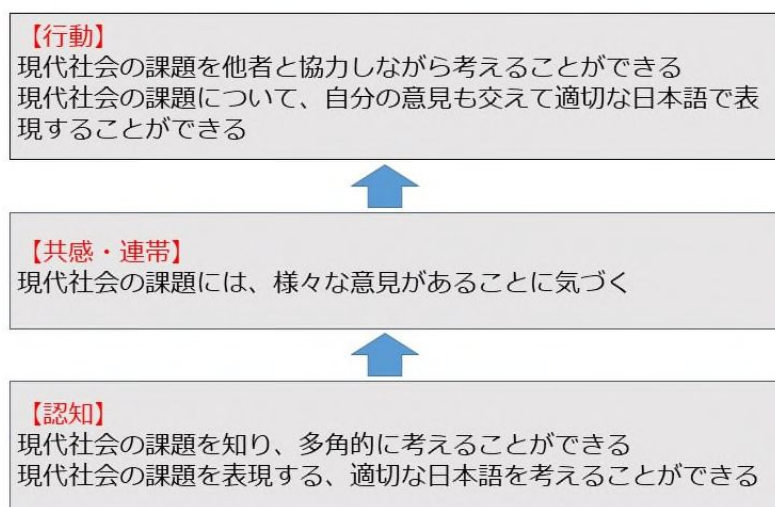 【行動】
現代社会の課題を他者と協力しながら考えることができる
現代社会の課題について、自分の意見も交えて適切な日本語で表
現することができる
【共感・連帯】
現代社会の課題には、様々な意見があることに気づく
【認知】
現代社会の課題を知り、多角的に考えることができる
現代社会の課題を表現する、適切な日本語を考えることができる